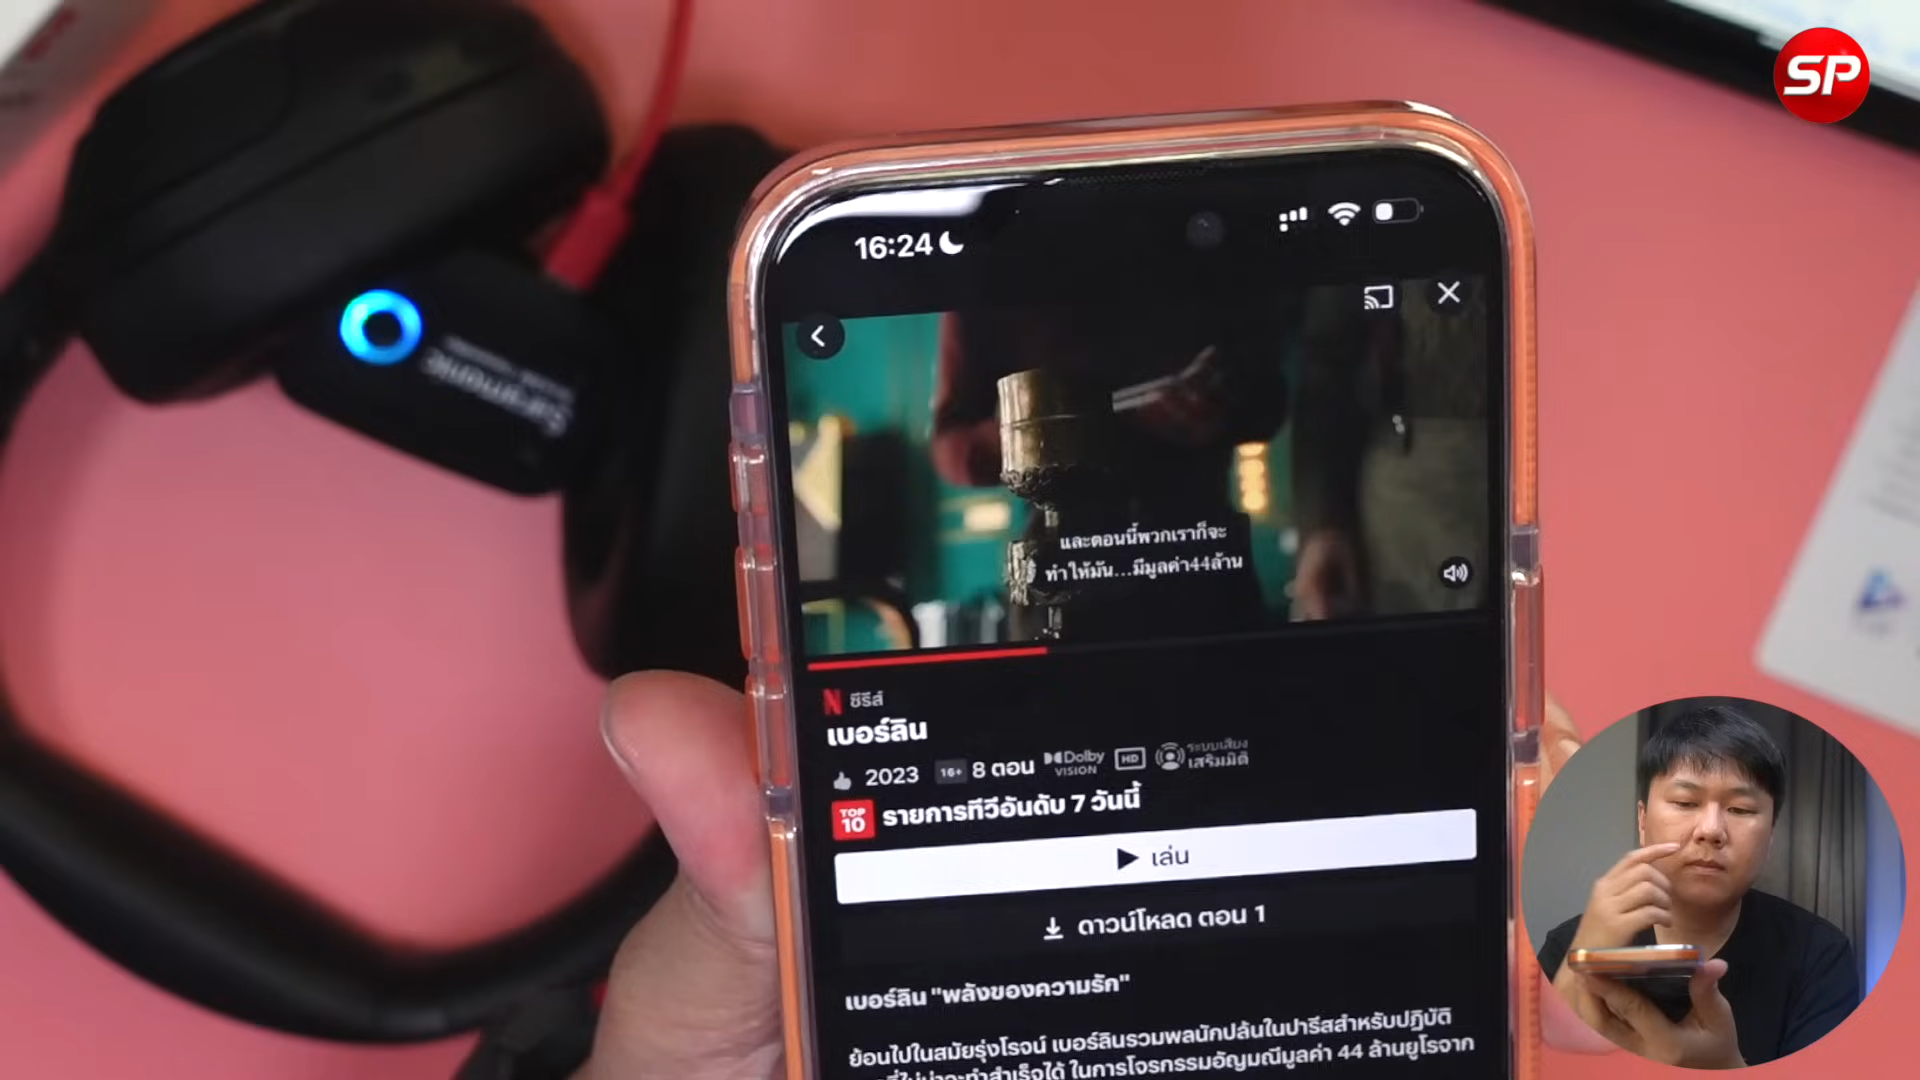 SP
16:24
Saramonic
และตอนนี้พวกเราก็จะ
ทำให้มัน...มีมูลค่า44ล้าน
N ซีรีส์
เบอร์ลิน
2023 16+ 8 ตอน Dolby VISION HD ระบบเสียงเสริมมิติ
TOP 10 รายการทีวีอันดับ 7 วันนี้
เล่น
ดาวน์โหลด ตอน 1
เบอร์ลิน "พลังของความรัก"
ย้อนไปในสมัยรุ่งโรจน์ เบอร์ลินรวมพลนักปล้นในปารีสสำหรับปฏิบัติ
ในการโจรกรรมอัญมณีมูลค่า 44 ล้านยูโรจาก